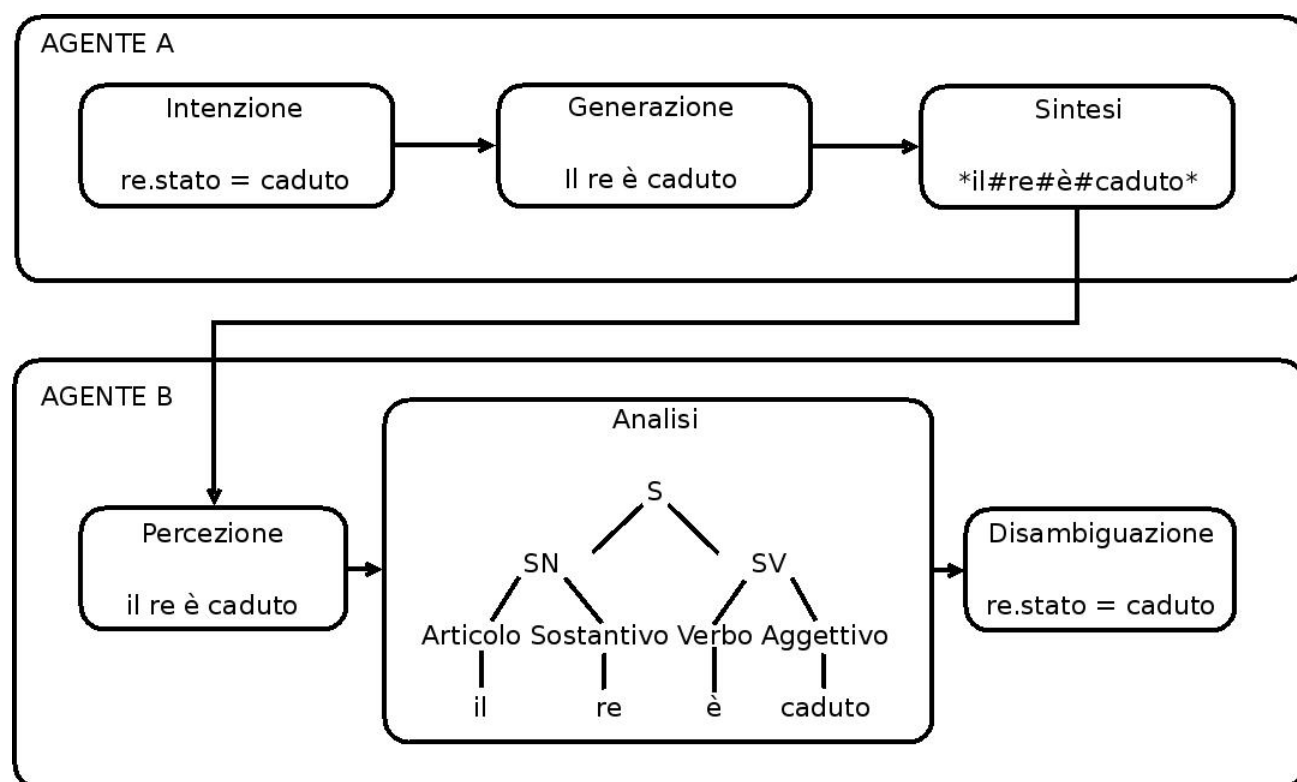 AGENTE A
Intenzione
re.stato = caduto
Generazione
Il re è caduto
Sintesi
*il#re#è#caduto*
AGENTE B
Percezione
il re è caduto
Analisi
S
SN SV
Articolo Sostantivo Verbo Aggettivo
il re è caduto
Disambiguazione
re.stato = caduto